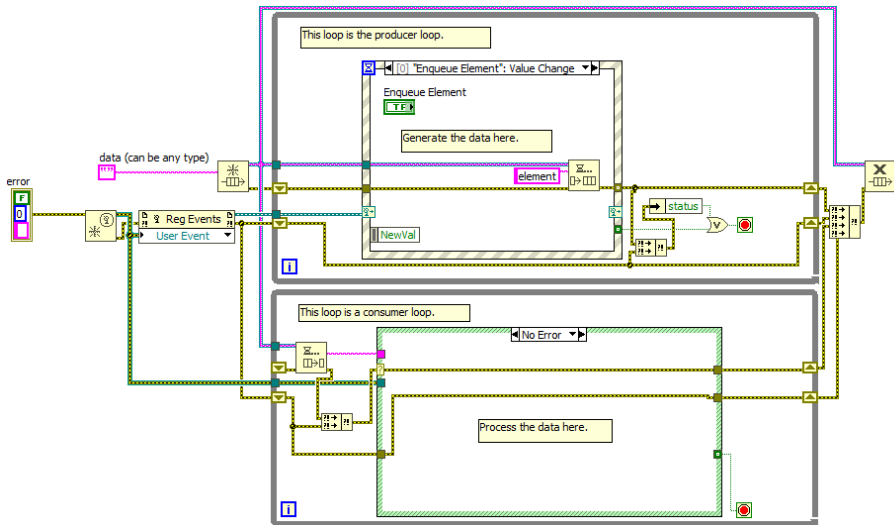 This loop is the producer loop.
[0] "Enqueue Element": Value Change
Enqueue Element
TF
Generate the data here.
data (can be any type)
""
element
error
F
0
Reg Events
User Event
NewVal
status
V
i
This loop is a consumer loop.
No Error
Process the data here.
i